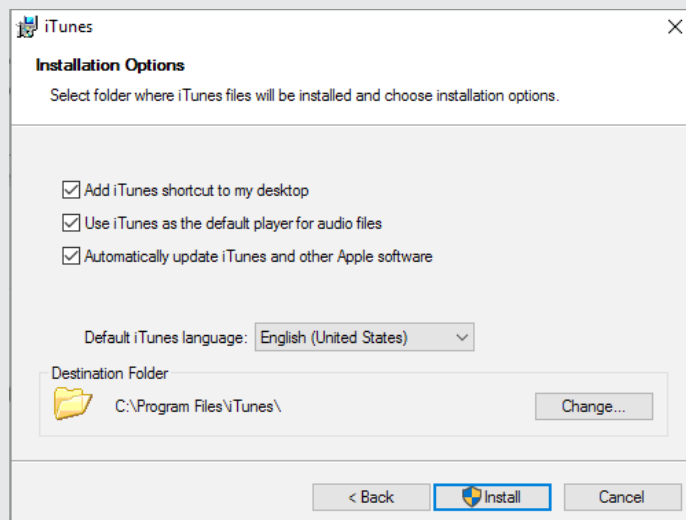 iTunes
Installation Options
Select folder where iTunes files will be installed and choose installation options.
Add iTunes shortcut to my desktop
Use iTunes as the default player for audio files
Automatically update iTunes and other Apple software
Default iTunes language: English (United States)
Destination Folder
C:\Program Files\iTunes\ Change...
< Back Install Cancel